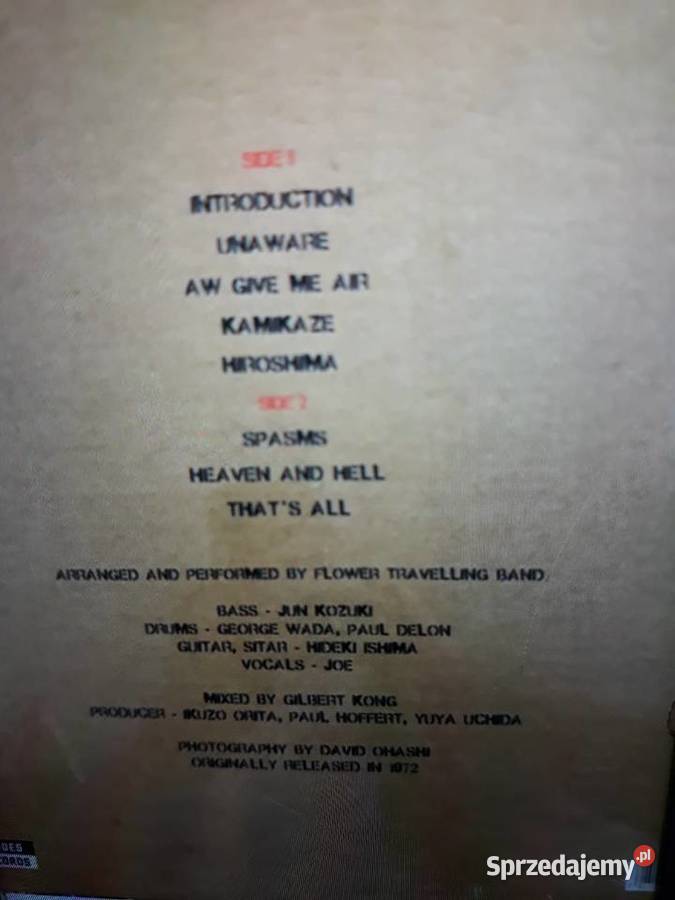 SIDE 1
INTRODUCTION
UNAWARE
AW GIVE ME AIR
KAMIKAZE
HIROSHIMA
SIDE 2
SPASMS
HEAVEN AND HELL
THAT'S ALL
ARRANGED AND PERFORMED BY FLOWER TRAVELLING BAND
BASS - JUN KOZUKI
DRUMS - GEORGE WADA, PAUL DELON
GUITAR, SITAR - HIDEKI ISHIMA
VOCALS - JOE
MIXED BY GILBERT KONG
PRODUCER - IKUZO ORITA, PAUL HOFFERT, YUYA UCHIDA
PHOTOGRAPHY BY DAVID OHASHI
ORIGINALLY RELEASED IN 1972
Sprzedajemy.pl